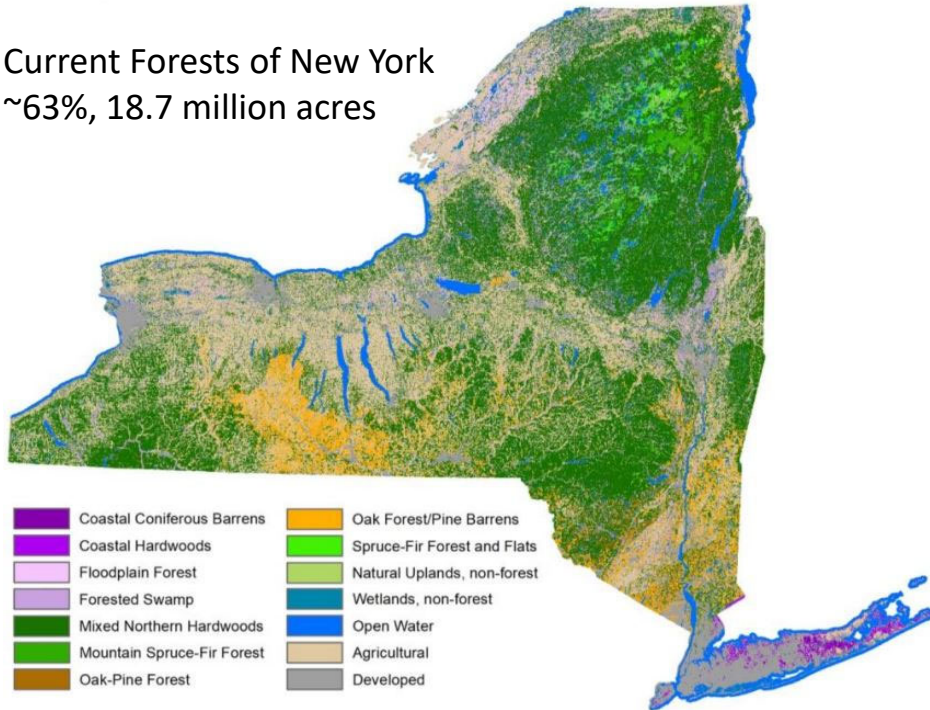 Current Forests of New York
~63%, 18.7 million acres
Coastal Coniferous Barrens
Coastal Hardwoods
Floodplain Forest
Forested Swamp
Mixed Northern Hardwoods
Mountain Spruce-Fir Forest
Oak-Pine Forest
Oak Forest/Pine Barrens
Spruce-Fir Forest and Flats
Natural Uplands, non-forest
Wetlands, non-forest
Open Water
Agricultural
Developed